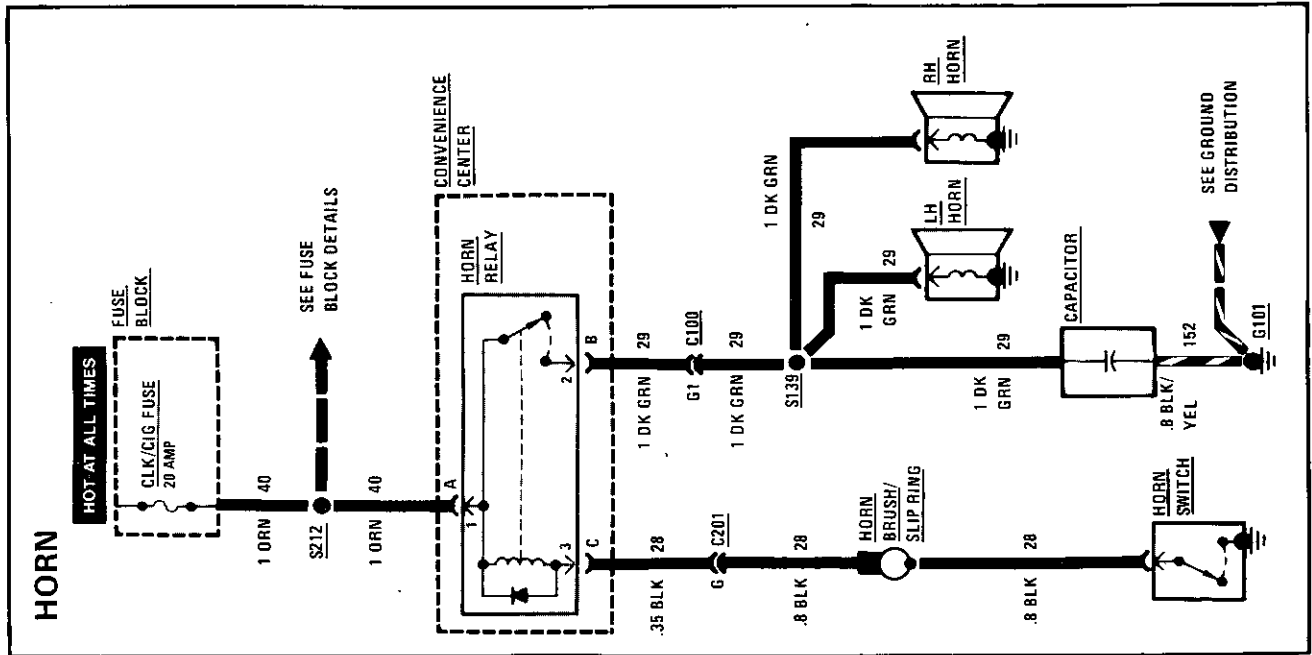 HORN
HOT AT ALL TIMES
FUSE
BLOCK
CLK/CIG FUSE
20 AMP
1 ORN
40
S212
SEE FUSE
BLOCK DETAILS
1 ORN
40
CONVENIENCE
CENTER
A
1
HORN
RELAY
3
C
2
B
.35 BLK
28
G
C201
.8 BLK
28
HORN
BRUSH/
SLIP RING
.8 BLK
28
HORN
SWITCH
1 DK GRN
29
G1
C100
1 DK GRN
29
S139
1 DK GRN
29
RH
HORN
1 DK
GRN
29
LH
HORN
1 DK
GRN
29
CAPACITOR
.8 BLK/
YEL
152
G101
SEE GROUND
DISTRIBUTION